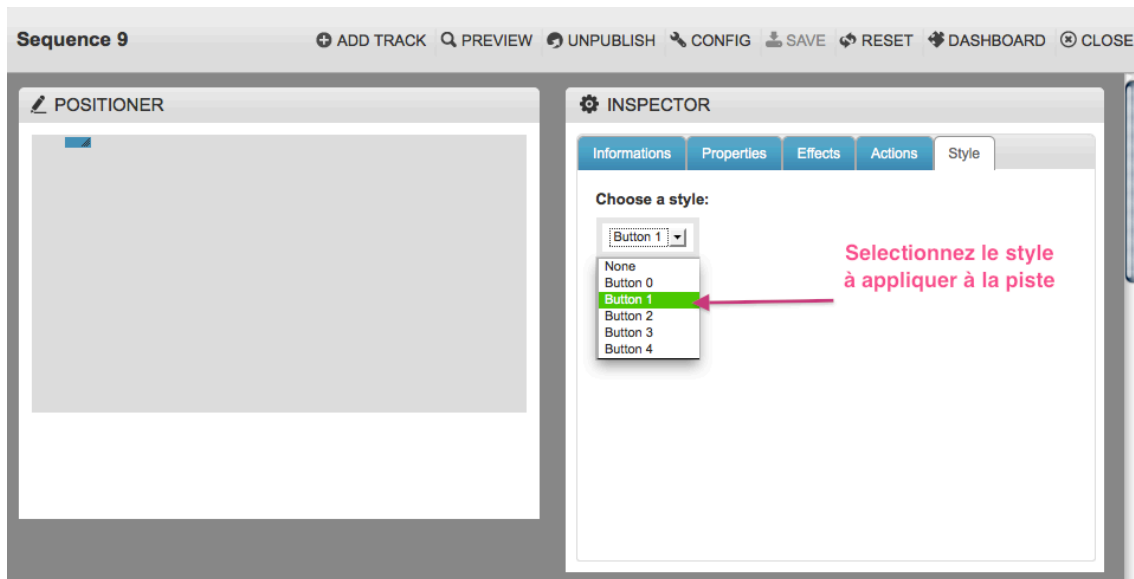 Sequence 9
ADD TRACK PREVIEW UNPUBLISH CONFIG SAVE RESET DASHBOARD CLOSE
POSITIONER
INSPECTOR
Informations Properties Effects Actions Style
Choose a style:
Button 1
None
Button 0
Button 1
Button 2
Button 3
Button 4
Selectionnez le style
à appliquer à la piste